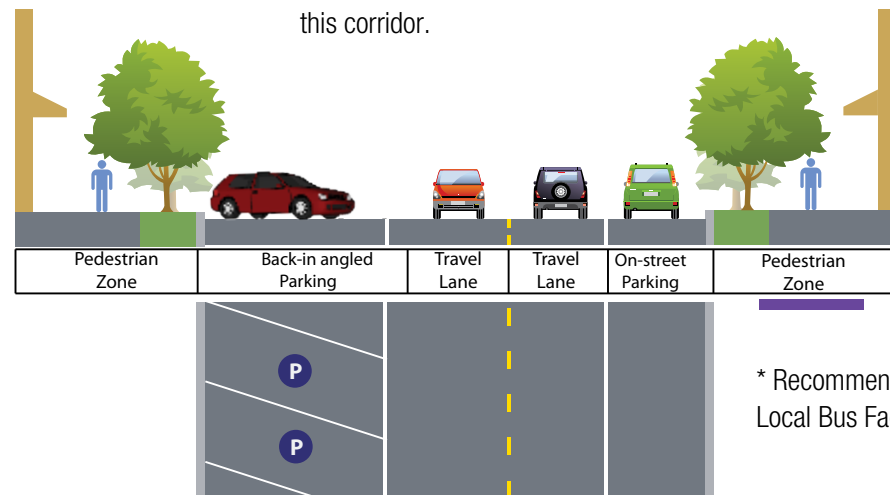 this corridor.
Pedestrian
Zone
Back-in angled
Parking
Travel
Lane
Travel
Lane
On-street
Parking
Pedestrian
Zone
P
P
* Recommen
Local Bus Fa